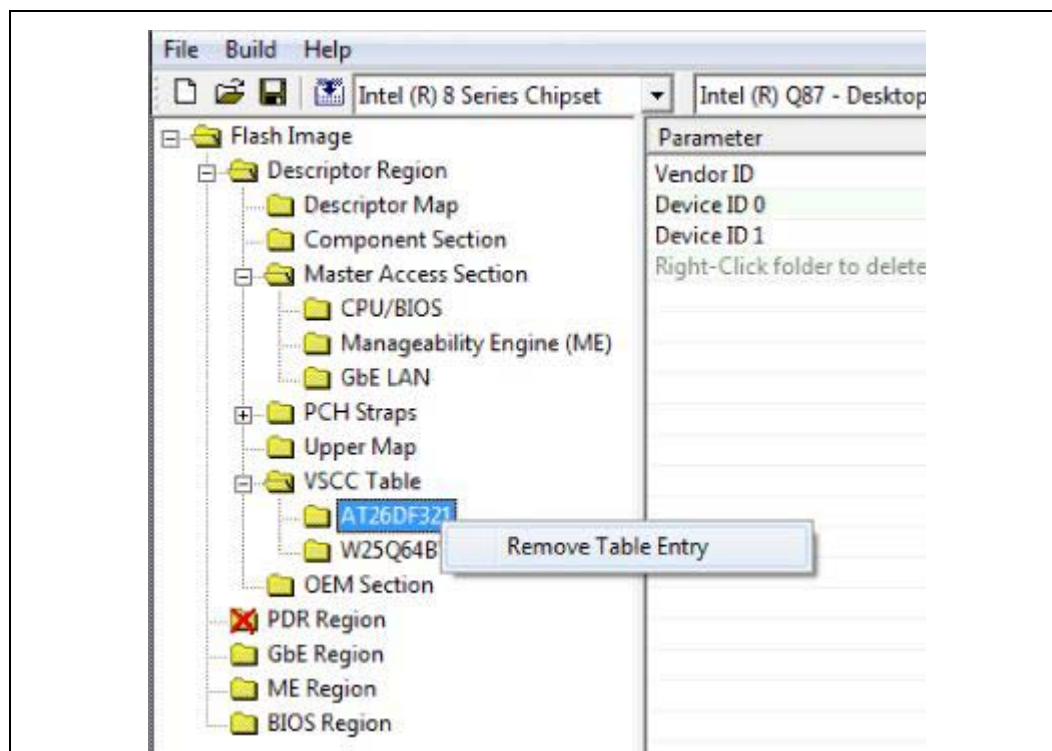 File Build Help
Intel (R) 8 Series Chipset Intel (R) Q87 - Desktop
Flash Image
Descriptor Region
Descriptor Map
Component Section
Master Access Section
CPU/BIOS
Manageability Engine (ME)
GbE LAN
PCH Straps
Upper Map
VSCC Table
AT26DF321
W25Q64B
OEM Section
PDR Region
GbE Region
ME Region
BIOS Region
Parameter
Vendor ID
Device ID 0
Device ID 1
Right-Click folder to delete
Remove Table Entry